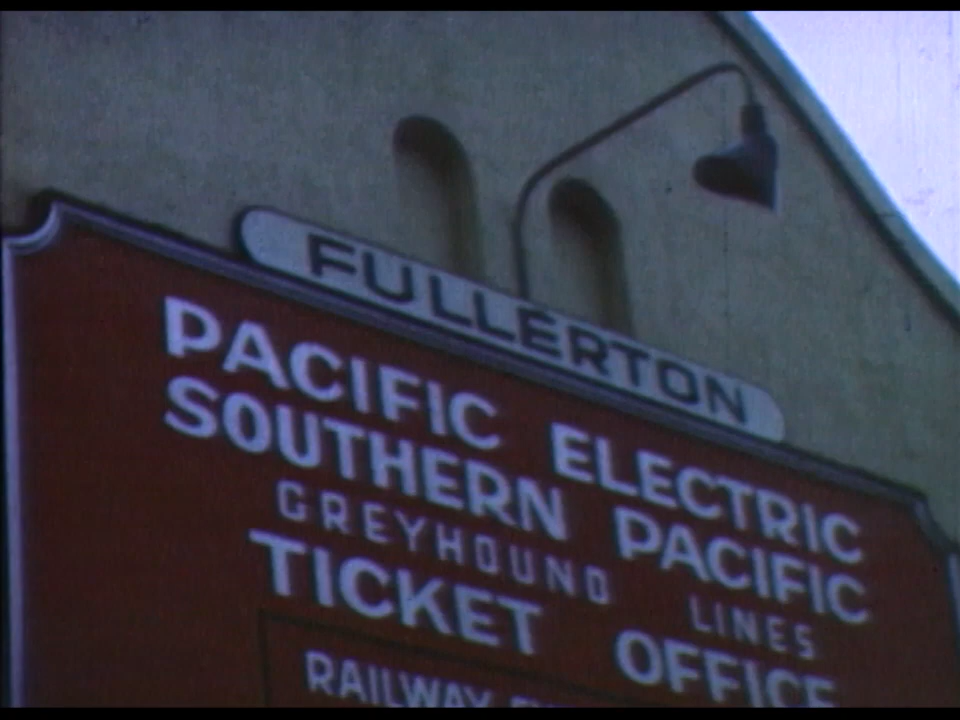 FULLERTON
PACIFIC ELECTRIC
SOUTHERN PACIFIC
GREYHOUND LINES
TICKET OFFICE
RAILWAY